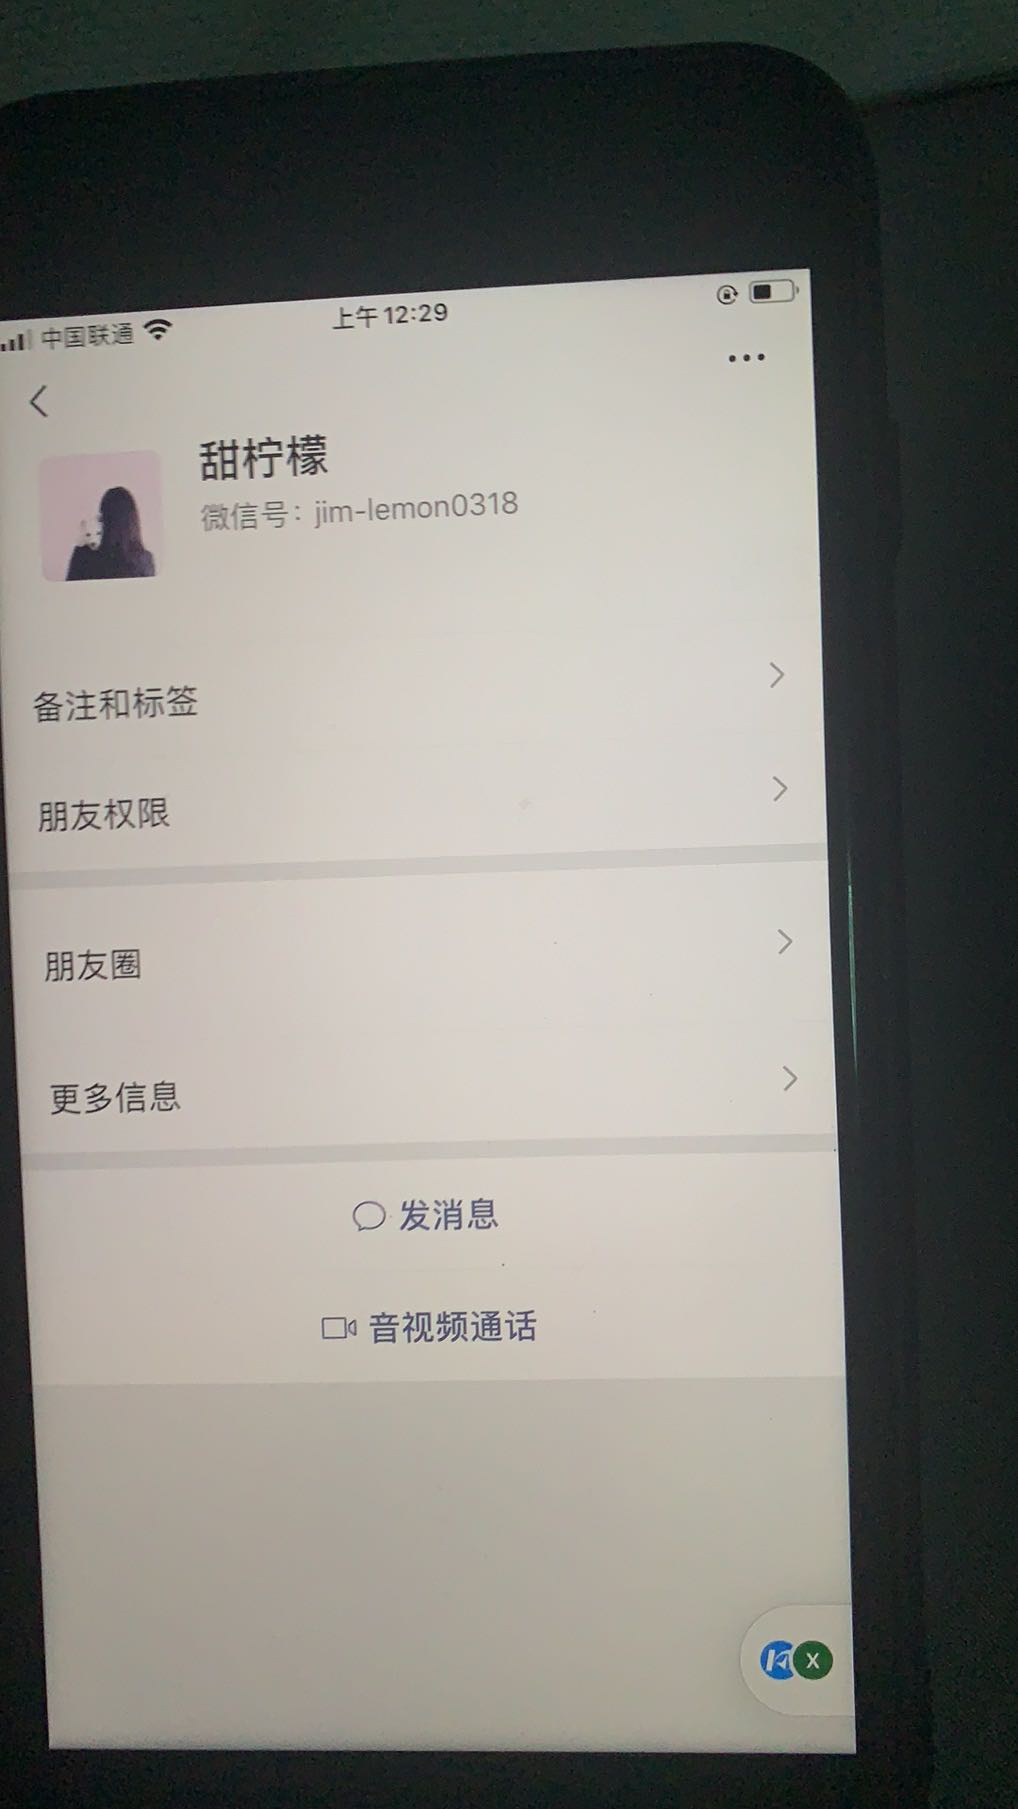 中国联通
上午12:29
甜柠檬
微信号：jim-lemon0318
备注和标签
朋友权限
朋友圈
更多信息
发消息
音视频通话
X